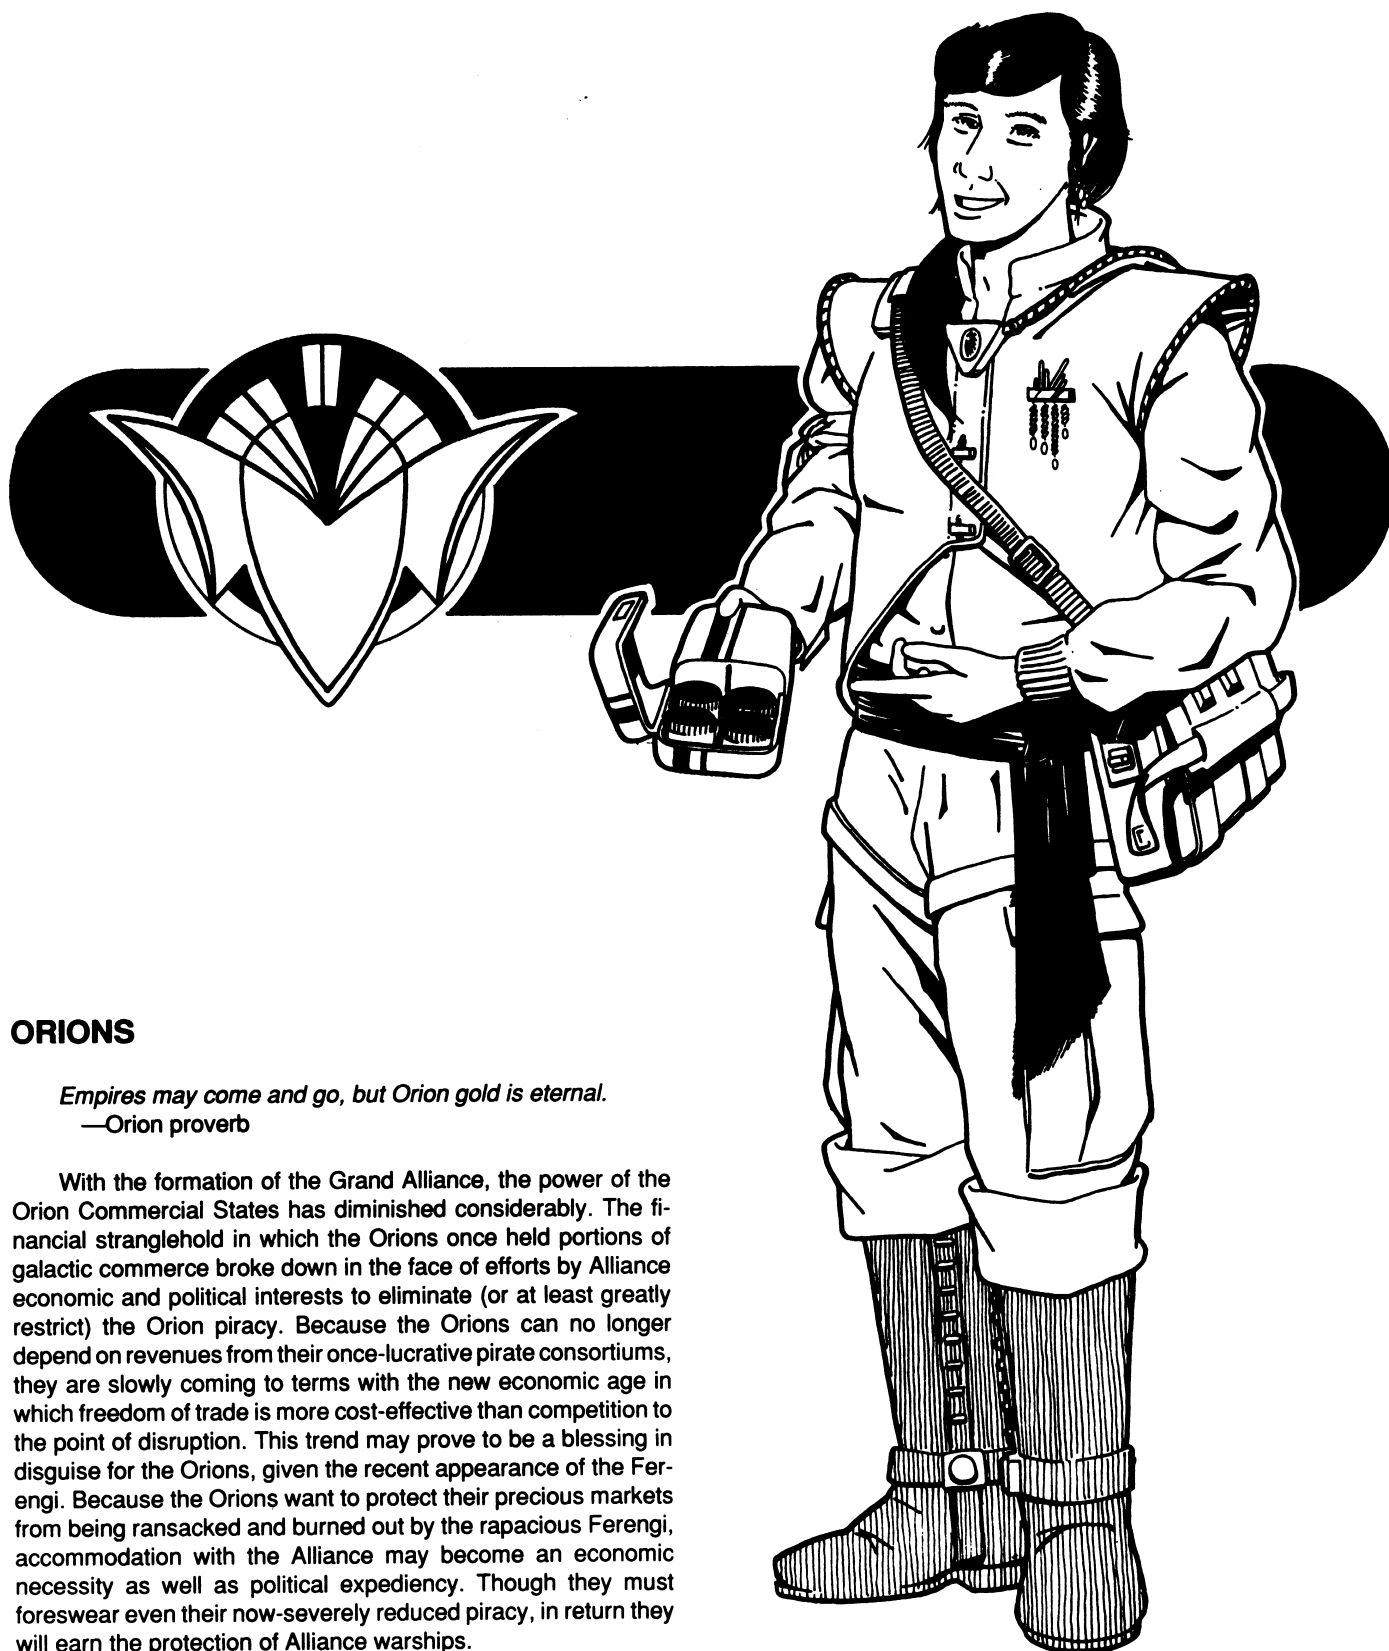 ORIONS
Empires may come and go, but Orion gold is eternal.
—Orion proverb
With the formation of the Grand Alliance, the power of the
Orion Commercial States has diminished considerably. The fi-
nancial stranglehold in which the Orions once held portions of
galactic commerce broke down in the face of efforts by Alliance
economic and political interests to eliminate (or at least greatly
restrict) the Orion piracy. Because the Orions can no longer
depend on revenues from their once-lucrative pirate consortiums,
they are slowly coming to terms with the new economic age in
which freedom of trade is more cost-effective than competition to
the point of disruption. This trend may prove to be a blessing in
disguise for the Orions, given the recent appearance of the Fer-
engi. Because the Orions want to protect their precious markets
from being ransacked and burned out by the rapacious Ferengi,
accommodation with the Alliance may become an economic
necessity as well as political expediency. Though they must
foreswear even their now-severely reduced piracy, in return they
will earn the protection of Alliance warships.